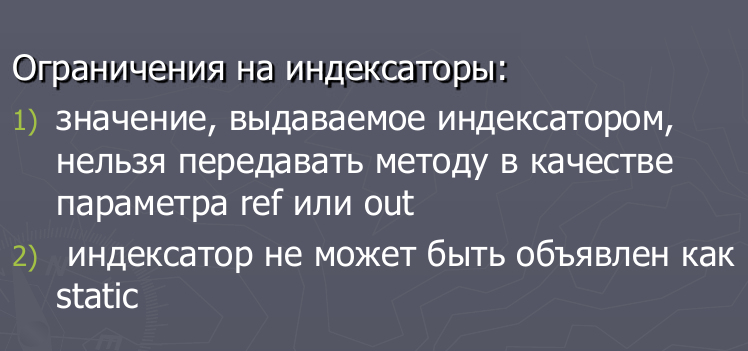 Ограничения на индексаторы:
1) значение, выдаваемое индексатором,
нельзя передавать методу в качестве
параметра ref или out
2) индексатор не может быть объявлен как
static